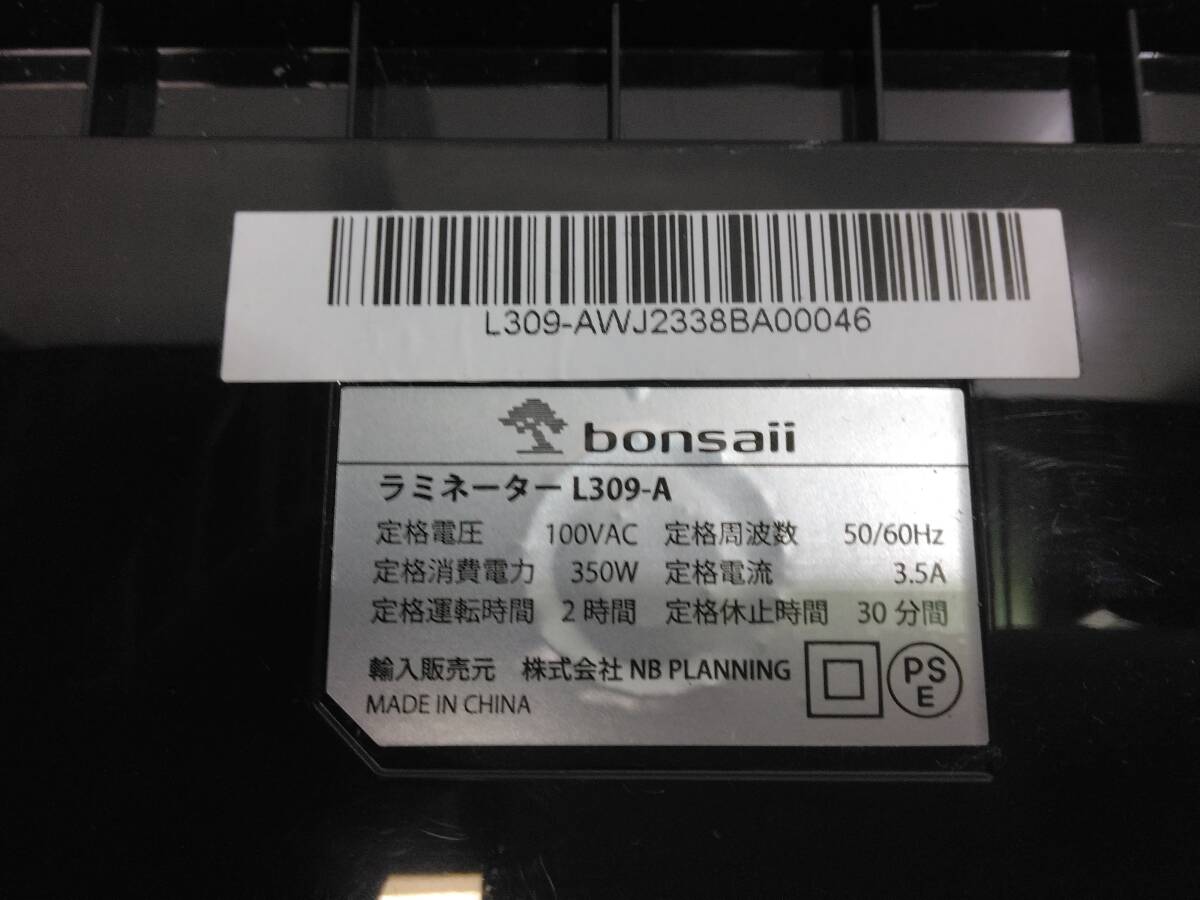 L309-AWJ2338BA00046
bonsaii
ラミネーター L309-A
定格電圧 100VAC 定格周波数 50/60Hz
定格消費電力 350W 定格電流 3.5A
定格運転時間 2 時間 定格休止時間 30 分間
輸入販売元 株式会社 NB PLANNING
MADE IN CHINA
PS
E